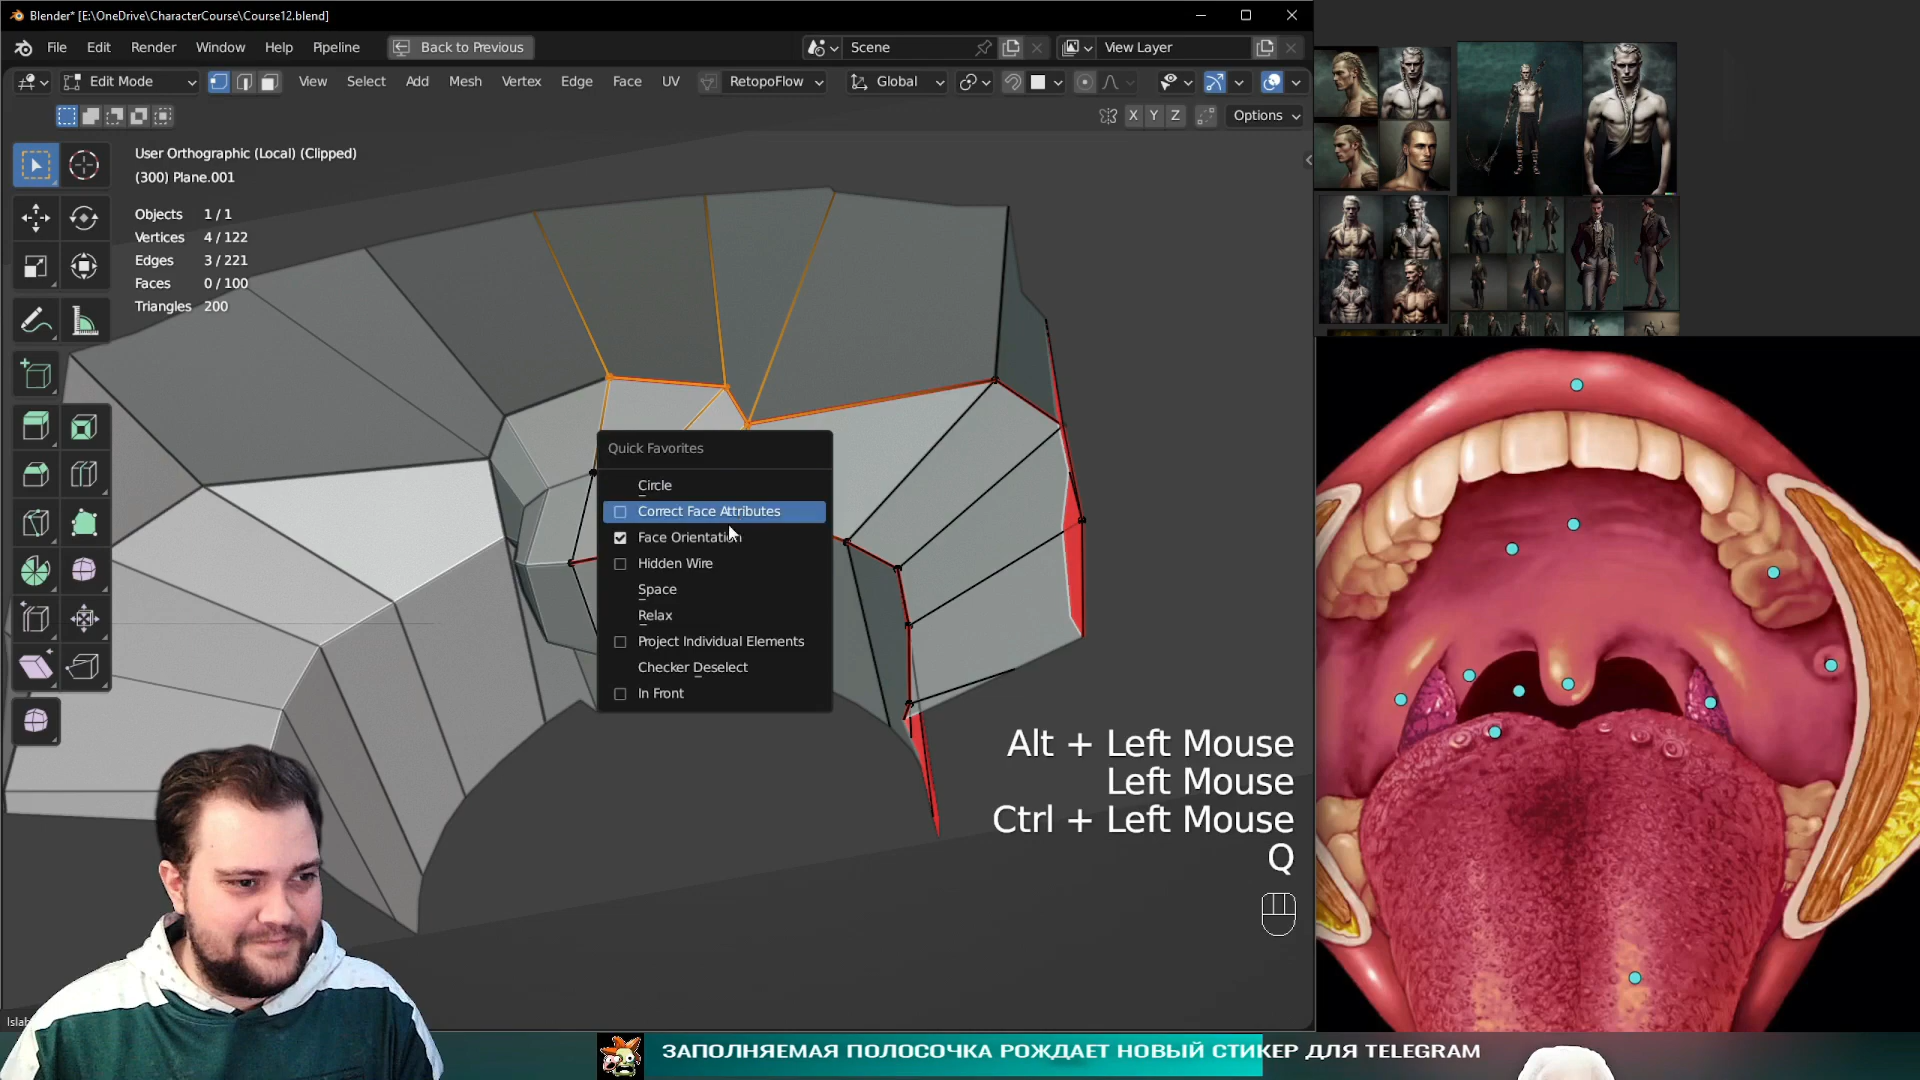 Blender* [E:\OneDrive\CharacterCourse\Course12.blend]
File Edit Render Window Help Pipeline Back to Previous Scene View Layer
Edit Mode View Select Add Mesh Vertex Edge Face UV RetopoFlow Global
X Y Z Options
User Orthographic (Local) (Clipped)
(300) Plane.001
Objects 1 / 1
Vertices 4 / 122
Edges 3 / 221
Faces 0 / 100
Triangles 200
Quick Favorites
Circle
Correct Face Attributes
Face Orientation
Hidden Wire
Space
Relax
Project Individual Elements
Checker Deselect
In Front
Alt + Left Mouse
Left Mouse
Ctrl + Left Mouse
Q
ЗАПОЛНЯЕМАЯ ПОЛОСОЧКА РОЖДАЕТ НОВЫЙ СТИКЕР ДЛЯ TELEGRAM